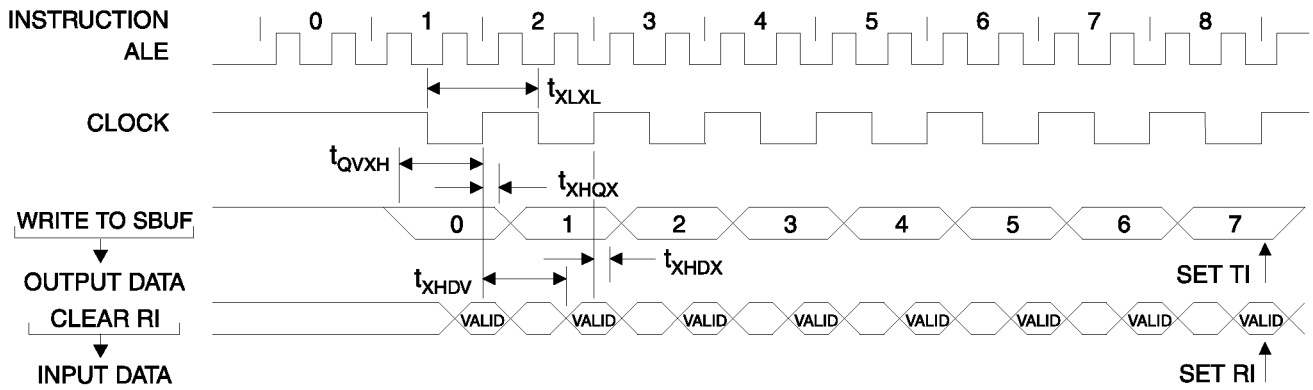 INSTRUCTION 0 1 2 3 4 5 6 7 8
ALE
tXLXL
CLOCK
tQVXH
tXHQX
WRITE TO SBUF 0 1 2 3 4 5 6 7
tXHDX
OUTPUT DATA
tXHDV
SET TI
CLEAR RI VALID VALID VALID VALID VALID VALID VALID VALID
INPUT DATA
SET RI